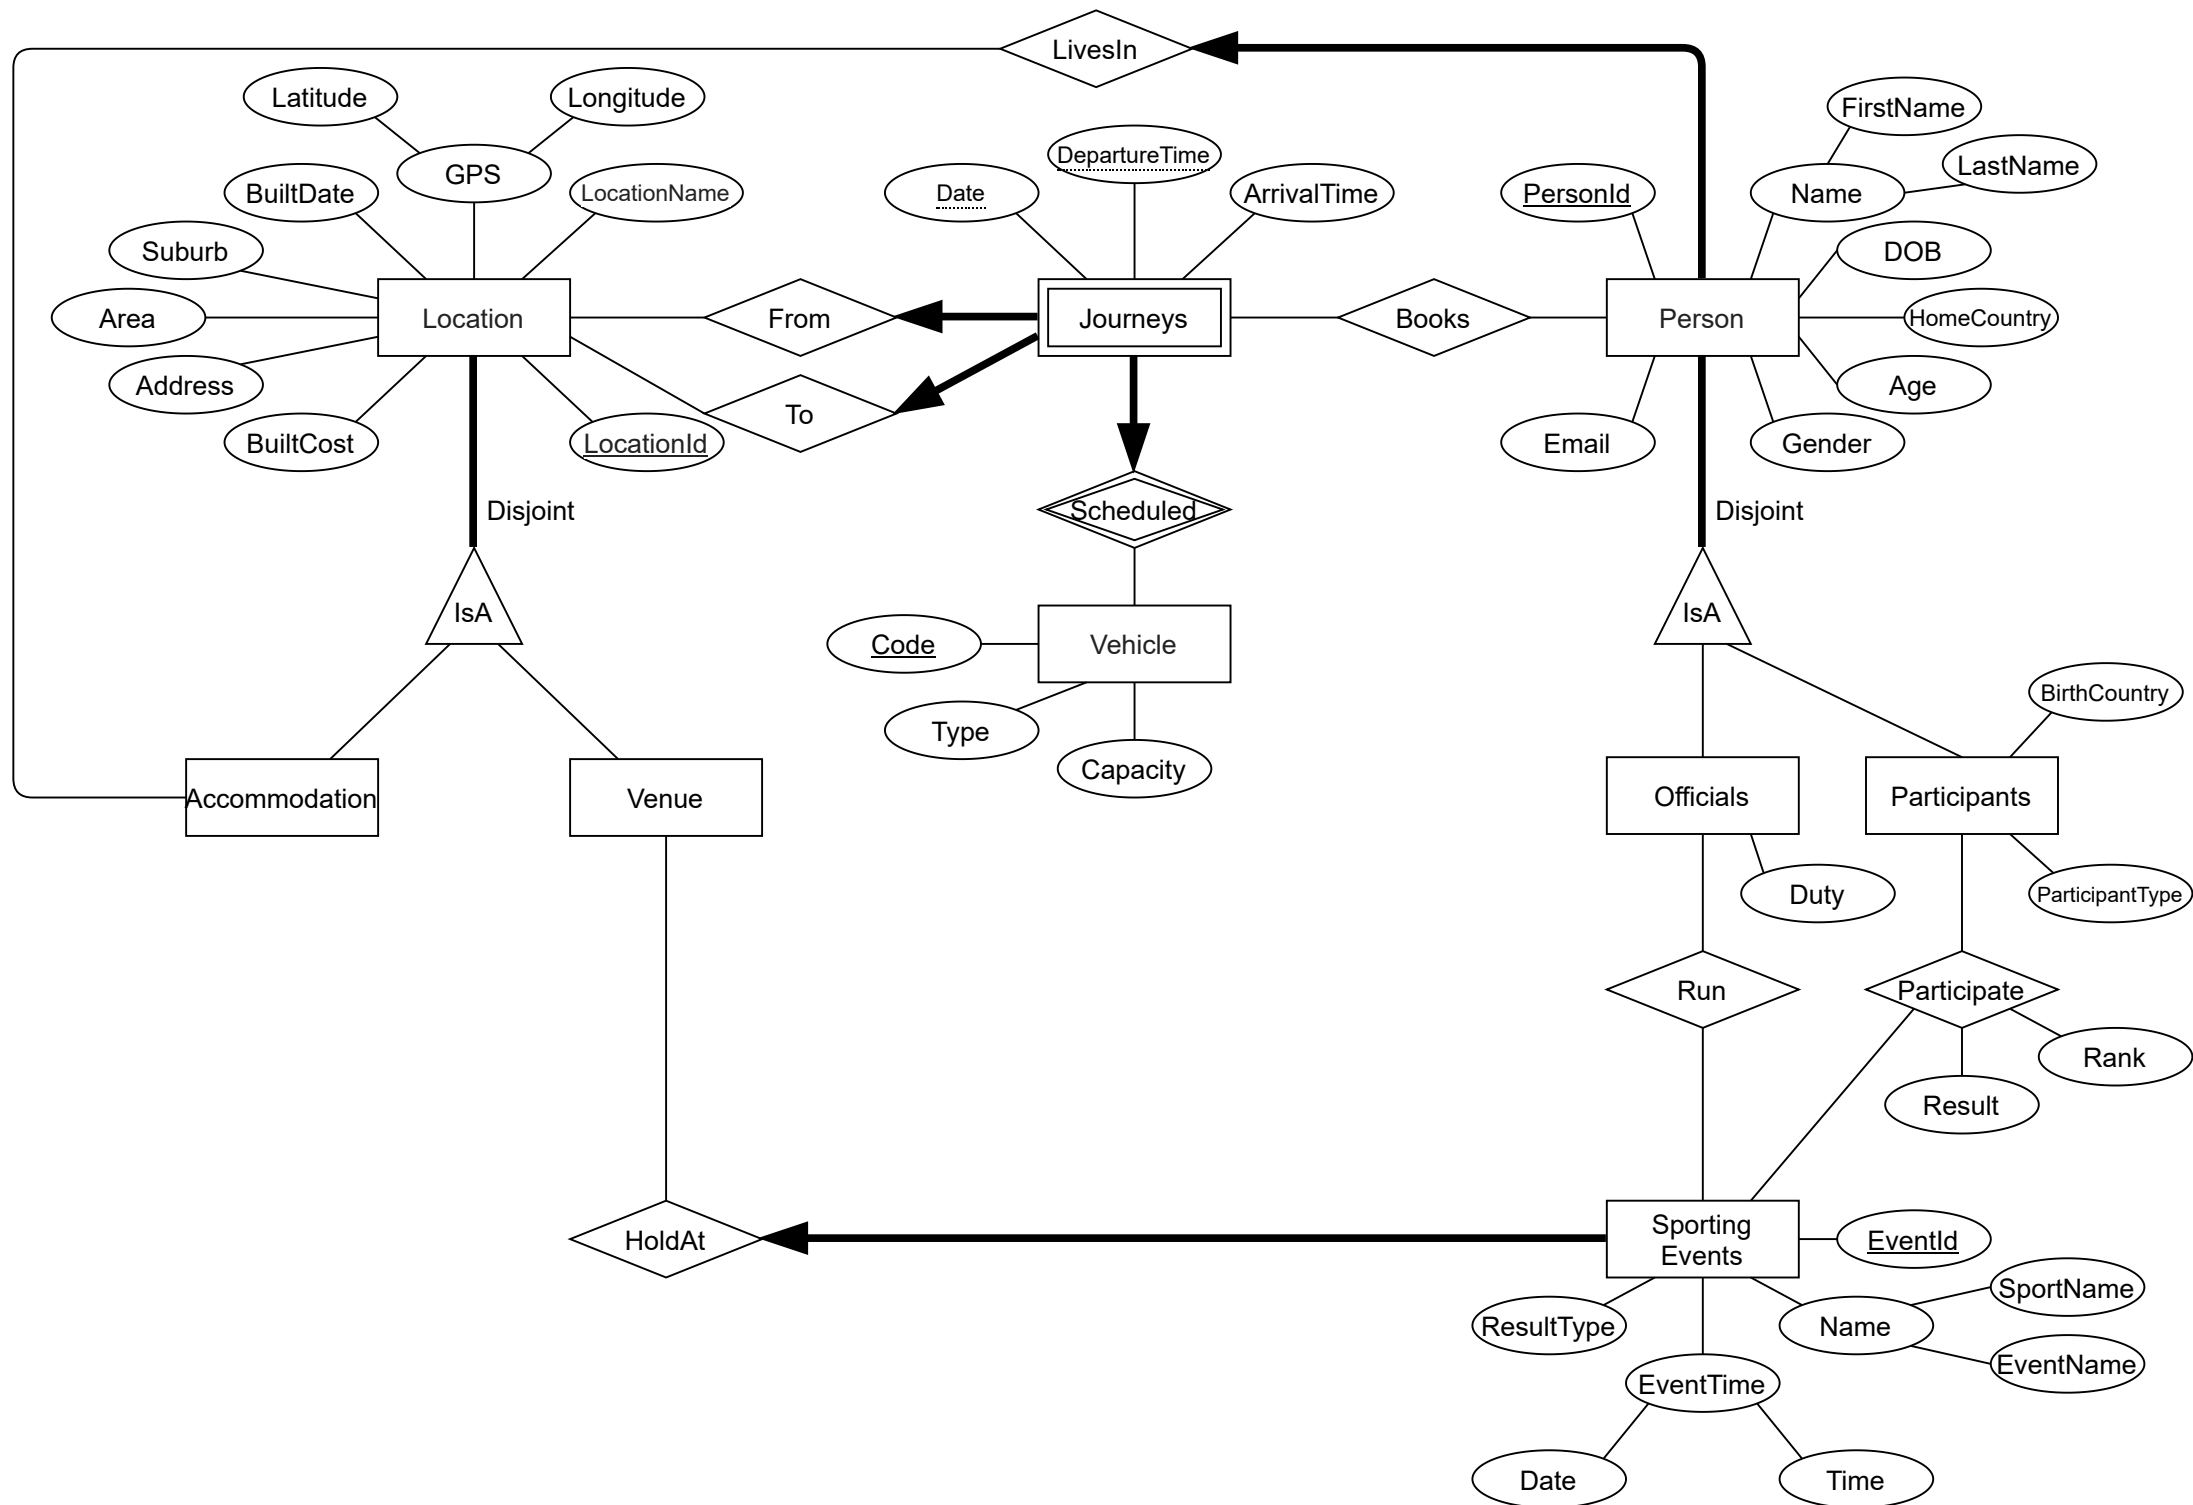 LivesIn
Latitude
Longitude
FirstName
GPS
DepartureTime
LastName
BuiltDate
LocationName
Date
ArrivalTime
PersonId
Name
Suburb
DOB
Area
Location
From
Journeys
Books
Person
HomeCountry
Address
To
Age
BuiltCost
LocationId
Email
Gender
Disjoint
Scheduled
Disjoint
IsA
IsA
Code
Vehicle
BirthCountry
Type
Capacity
Accommodation
Venue
Officials
Participants
Duty
ParticipantType
Run
Participate
Rank
Result
HoldAt
Sporting
Events
EventId
SportName
ResultType
Name
EventName
EventTime
Date
Time